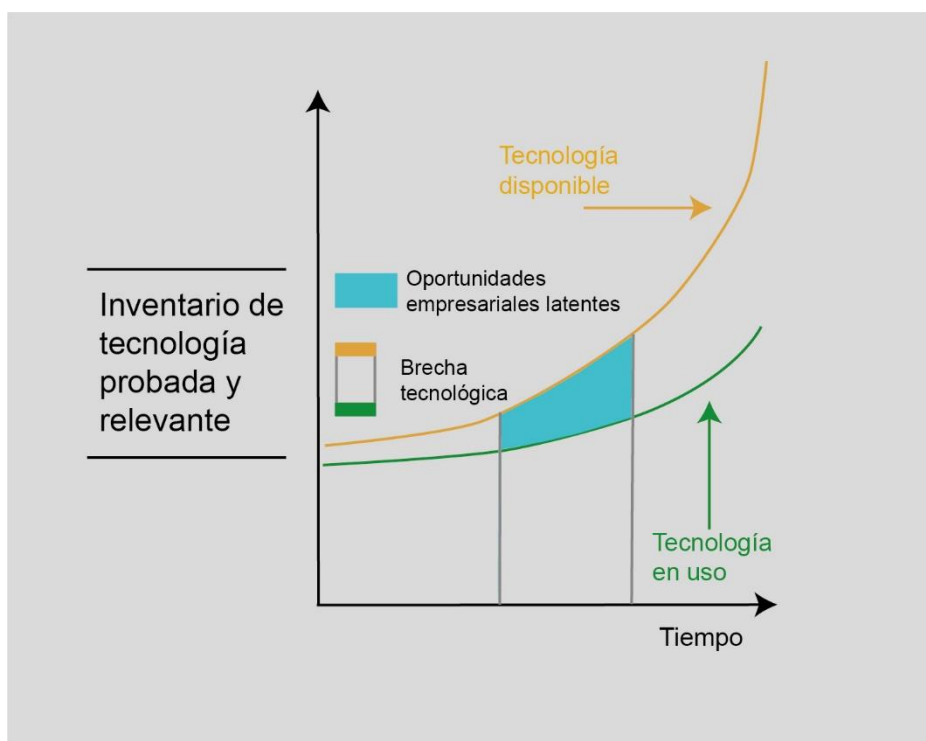 Tecnología
disponible
Oportunidades
empresariales latentes
Inventario de
tecnología
probada y
relevante
Brecha
tecnológica
Tecnología
en uso
Tiempo